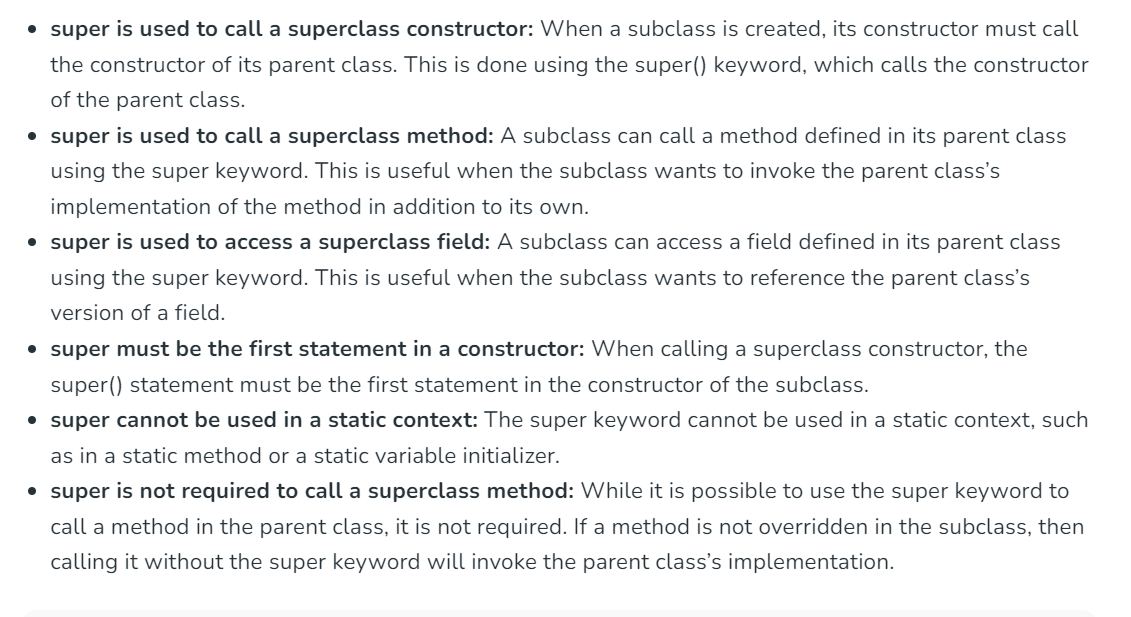 super is used to call a superclass constructor: When a subclass is created, its constructor must call
the constructor of its parent class. This is done using the super() keyword, which calls the constructor
of the parent class.
super is used to call a superclass method: A subclass can call a method defined in its parent class
using the super keyword. This is useful when the subclass wants to invoke the parent class’s
implementation of the method in addition to its own.
super is used to access a superclass field: A subclass can access a field defined in its parent class
using the super keyword. This is useful when the subclass wants to reference the parent class’s
version of a field.
super must be the first statement in a constructor: When calling a superclass constructor, the
super() statement must be the first statement in the constructor of the subclass.
super cannot be used in a static context: The super keyword cannot be used in a static context, such
as in a static method or a static variable initializer.
super is not required to call a superclass method: While it is possible to use the super keyword to
call a method in the parent class, it is not required. If a method is not overridden in the subclass, then
calling it without the super keyword will invoke the parent class’s implementation.